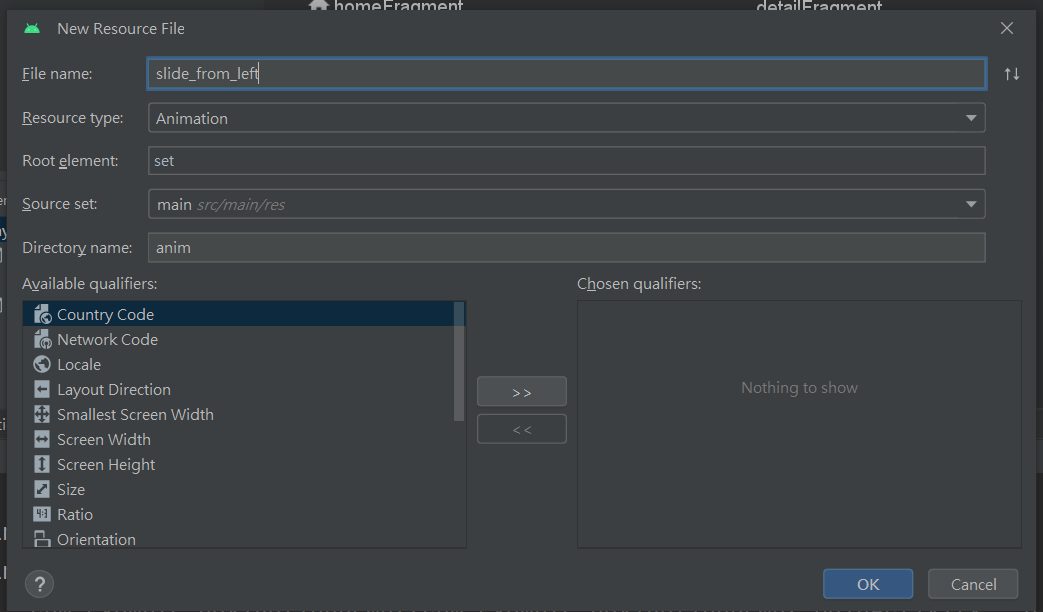 homeFragment detailFragment
New Resource File
File name: slide_from_left
Resource type: Animation
Root element: set
Source set: main src/main/res
Directory name: anim
Available qualifiers: Chosen qualifiers:
Country Code
Network Code
Locale
Layout Direction
Smallest Screen Width
Screen Width
Screen Height
Size
Ratio
Orientation
>>
<<
Nothing to show
? OK Cancel